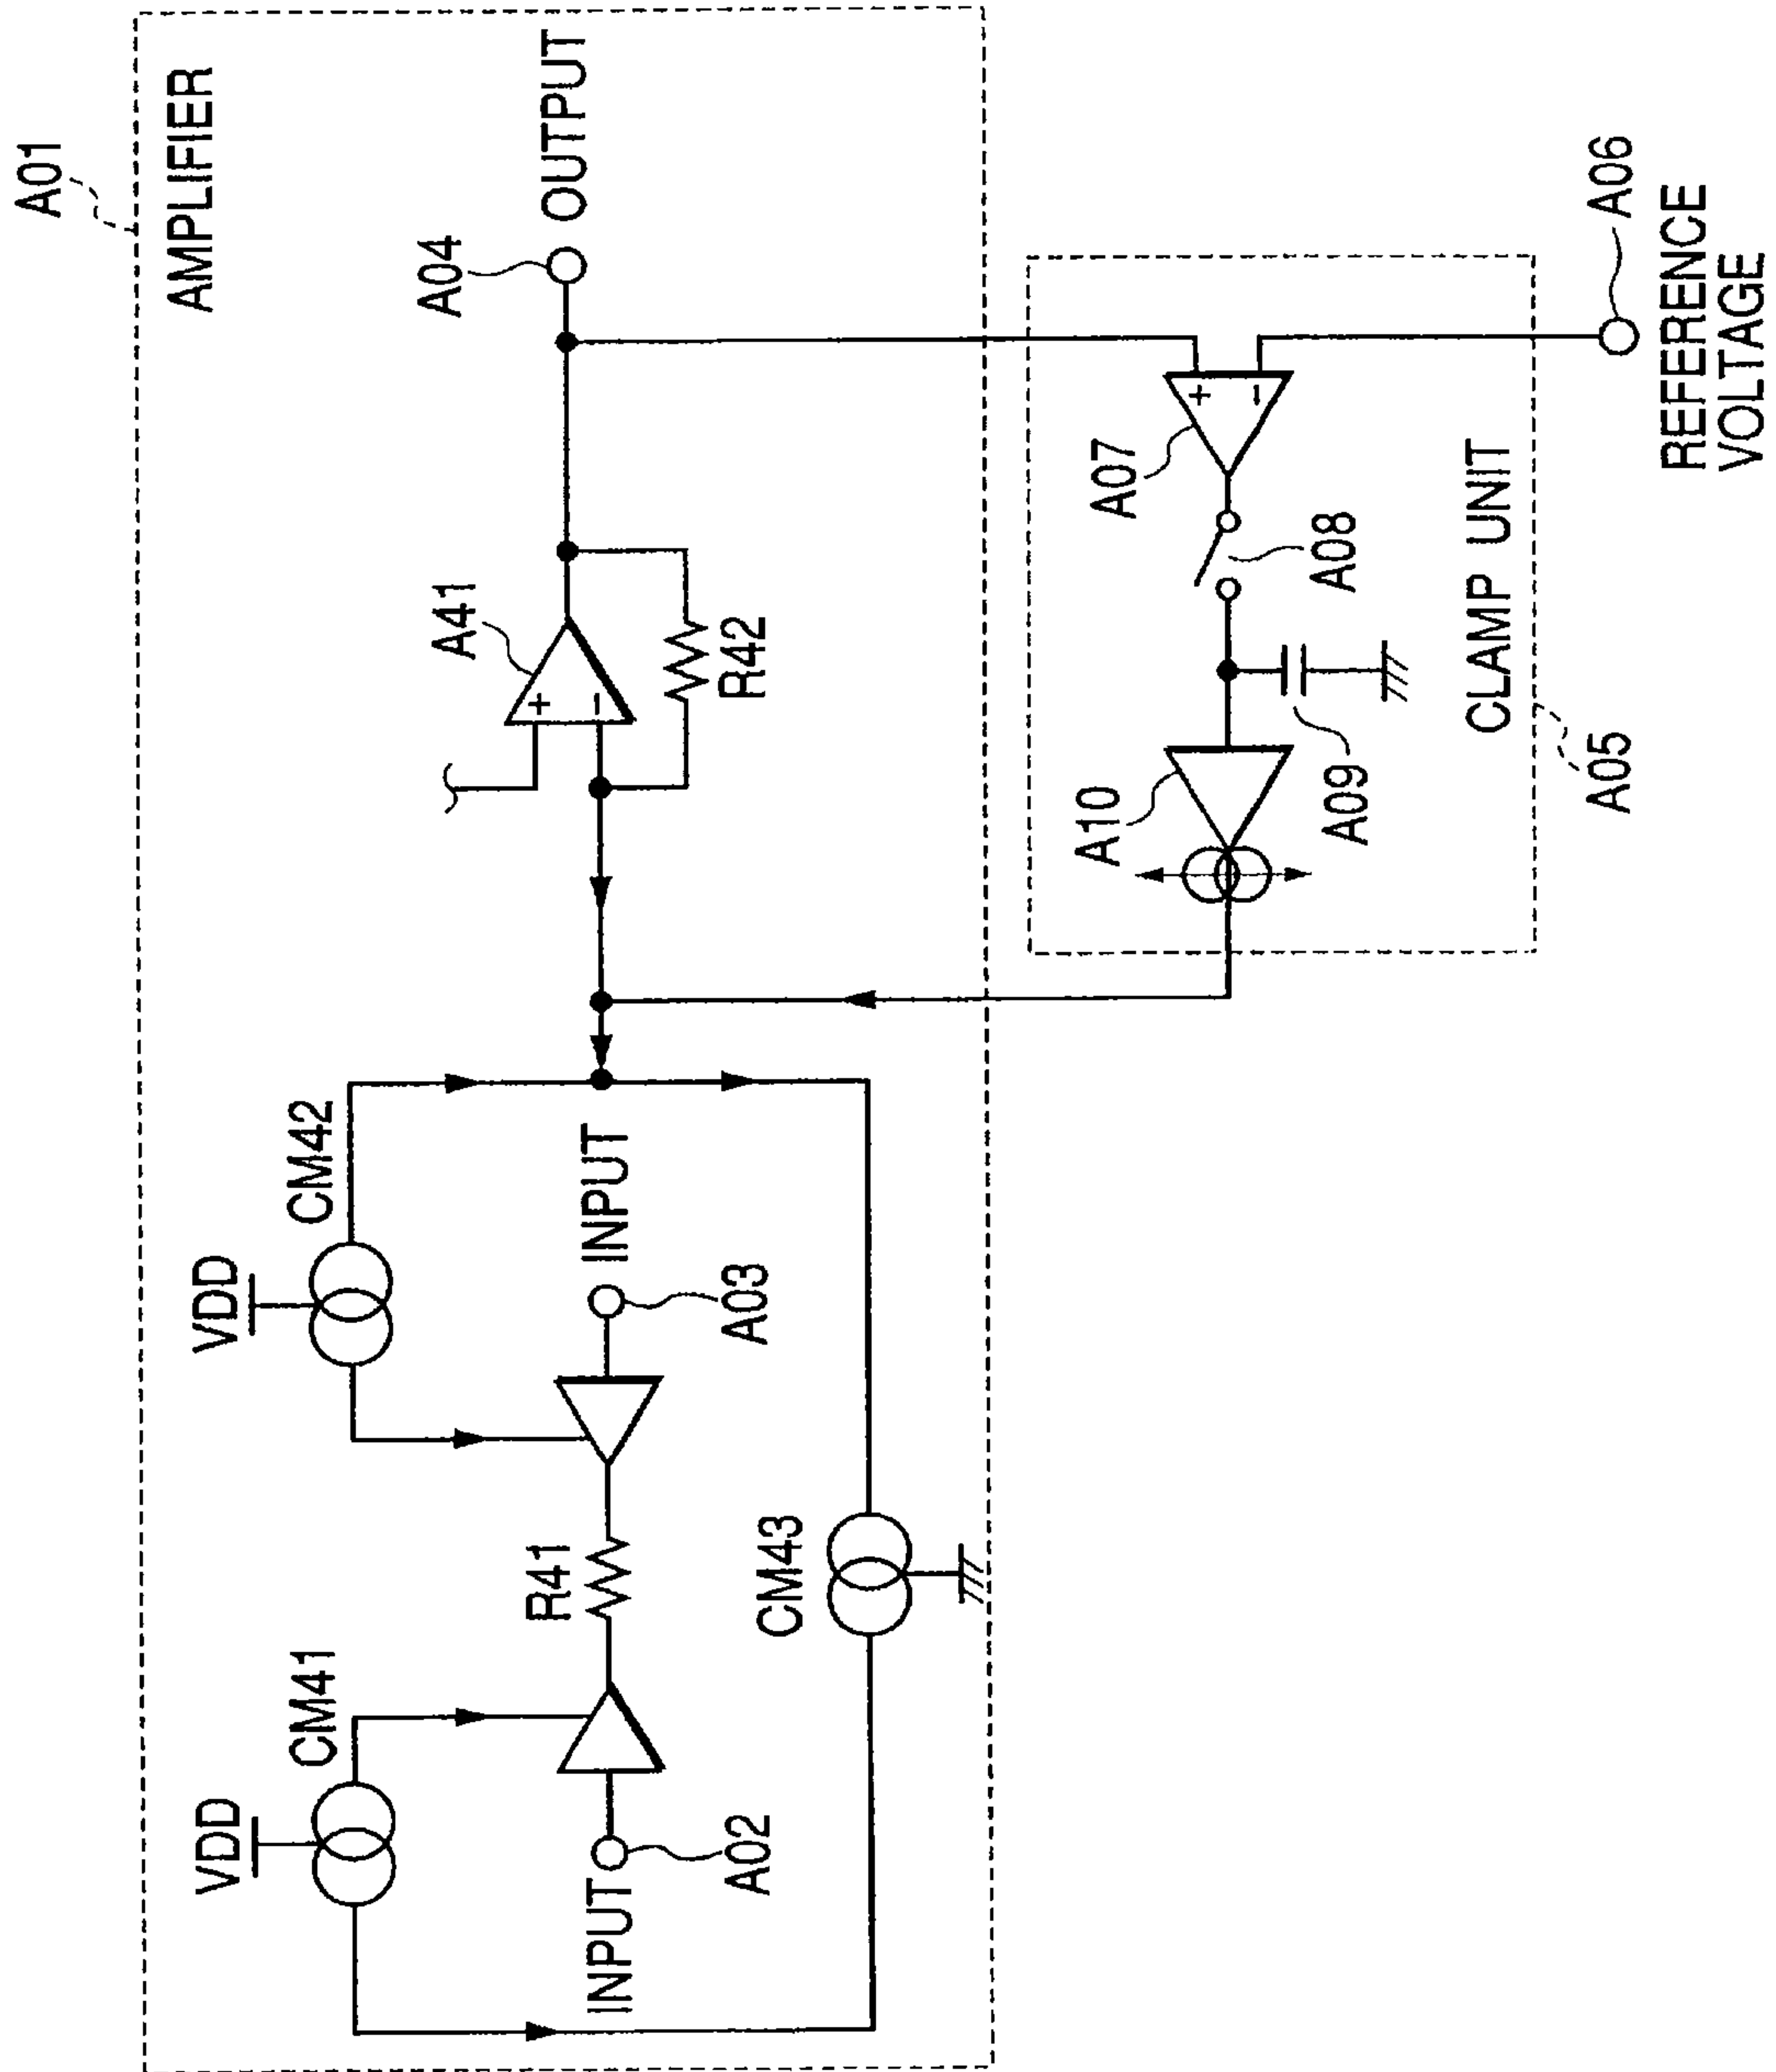 A01
AMPLIFIER
VDD
CM41
VDD
CM42
A41
A04
OUTPUT
INPUT
A02
R41
INPUT
A03
R42
CM43
A10
A07
A09
A08
CLAMP UNIT
A05
A06
REFERENCE
VOLTAGE
+
−
+
−